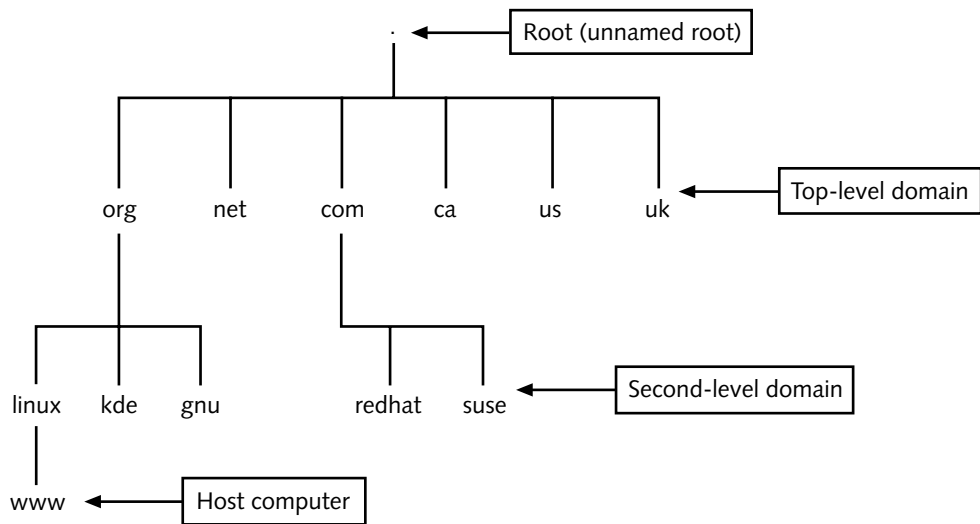 .
Root (unnamed root)
org net com ca us uk
Top-level domain
linux kde gnu redhat suse
Second-level domain
www
Host computer